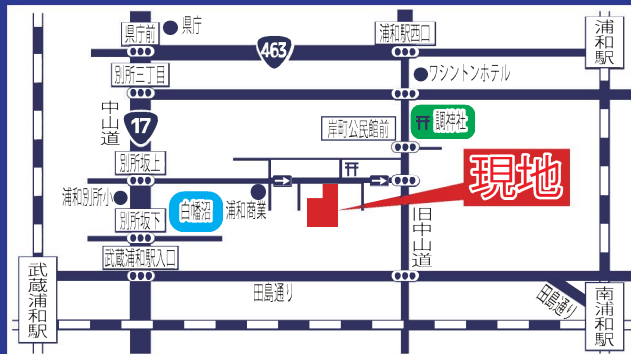 県庁前
県庁
463
浦和駅西口
浦和駅
別所三丁目
ワシントンホテル
中山道
17
岸町公民館前
調神社
別所坂上
現地
浦和別所小
白幡沼
浦和商業
別所坂下
旧中山道
武蔵浦和駅入口
武蔵浦和駅
田島通り
田島通り
南浦和駅